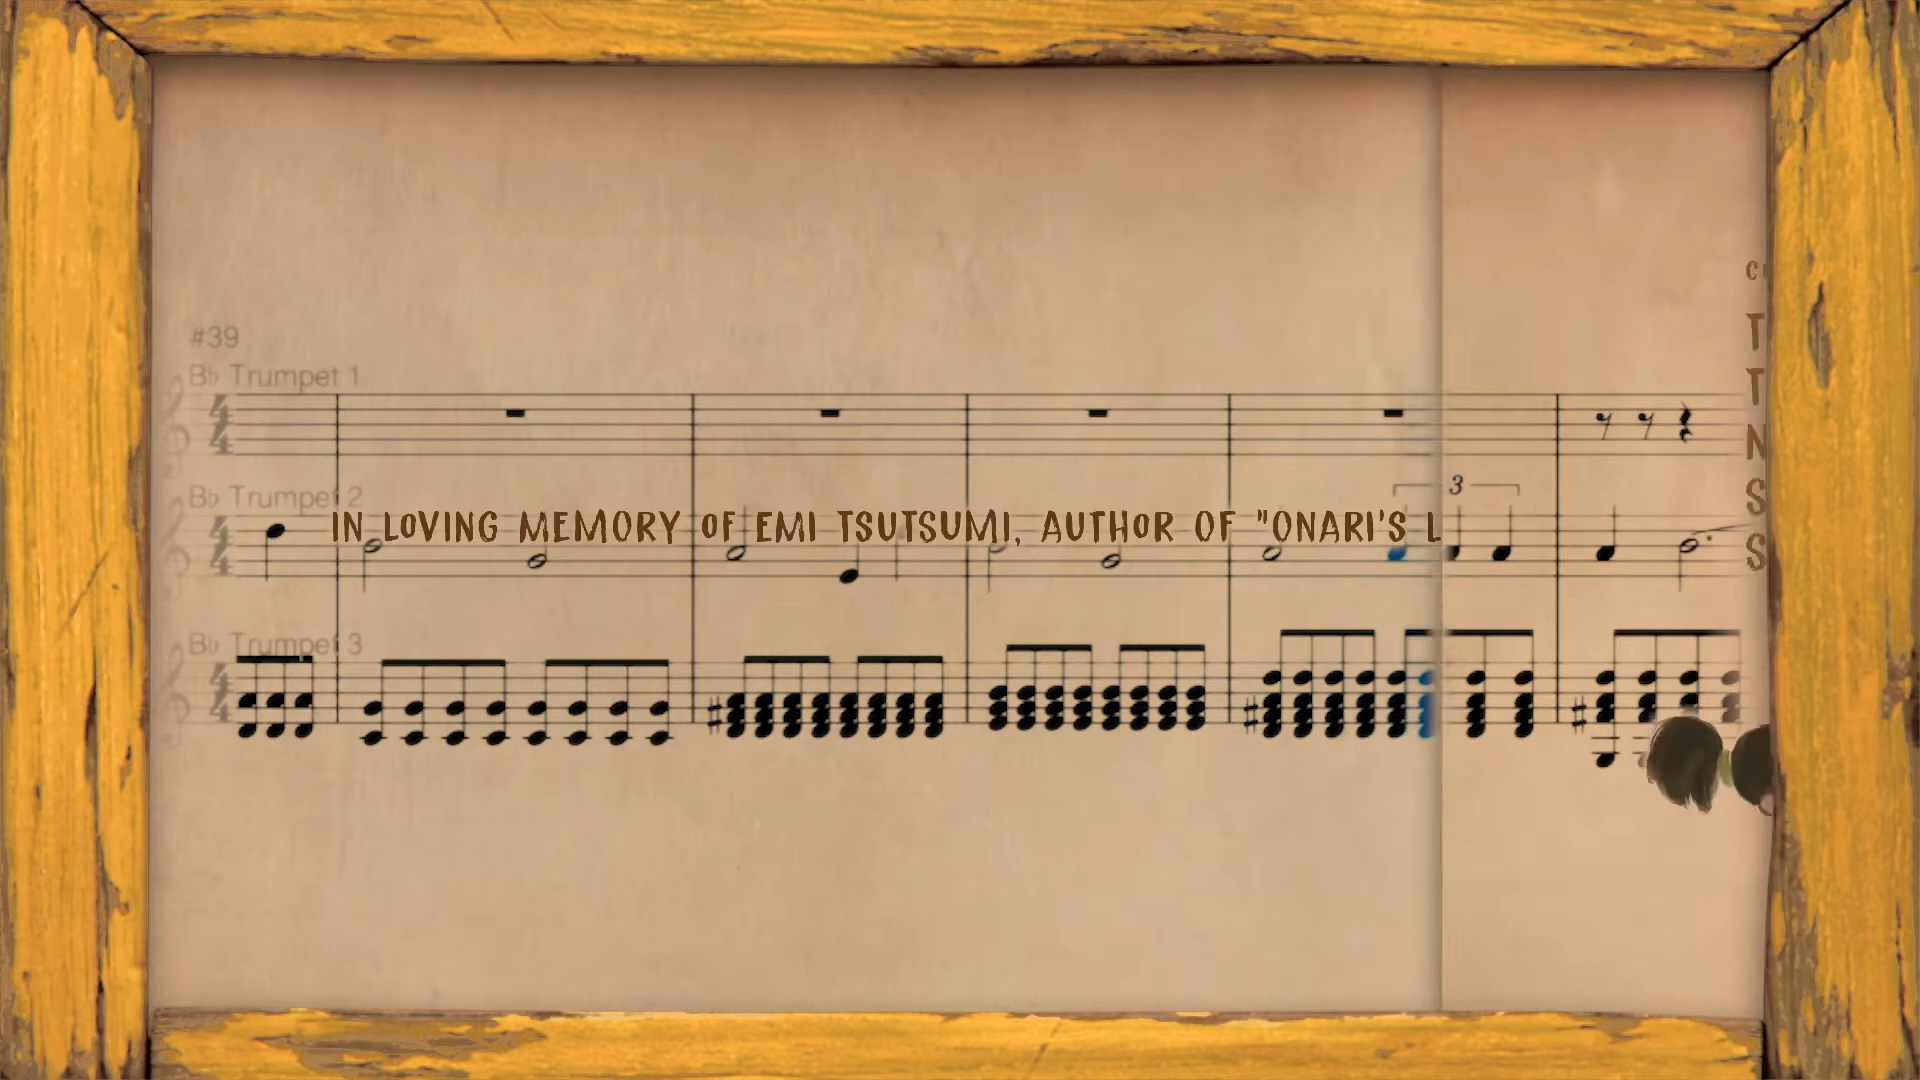 #39
B♭ Trumpet 1
B♭ Trumpet 2
IN LOVING MEMORY OF EMI TSUTSUMI, AUTHOR OF "ONARI'S L
3
B♭ Trumpet 3